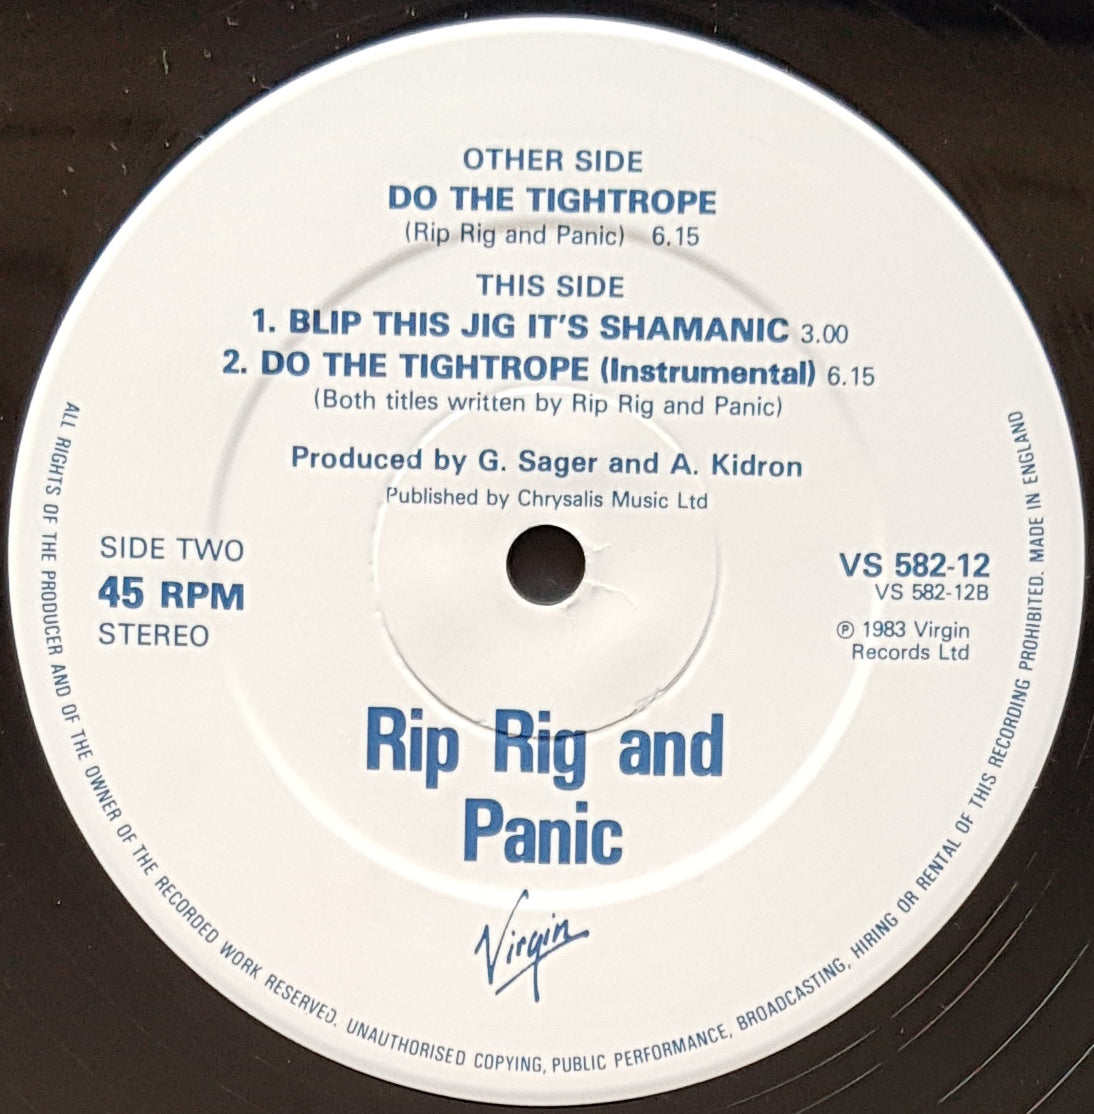 OTHER SIDE
DO THE TIGHTROPE
(Rip Rig and Panic) 6.15
THIS SIDE
1. BLIP THIS JIG IT'S SHAMANIC 3.00
2. DO THE TIGHTROPE (Instrumental) 6.15
(Both titles written by Rip Rig and Panic)
Produced by G. Sager and A. Kidron
Published by Chrysalis Music Ltd
SIDE TWO
45 RPM
STEREO
VS 582-12
VS 582-12B
℗ 1983 Virgin
Records Ltd
Rip Rig and
Panic
Virgin
ALL RIGHTS OF THE PRODUCER AND OF THE OWNER OF THE RECORDED WORK RESERVED. UNAUTHORISED COPYING, PUBLIC PERFORMANCE, BROADCASTING, HIRING OR RENTAL OF THIS RECORDING PROHIBITED. MADE IN ENGLAND